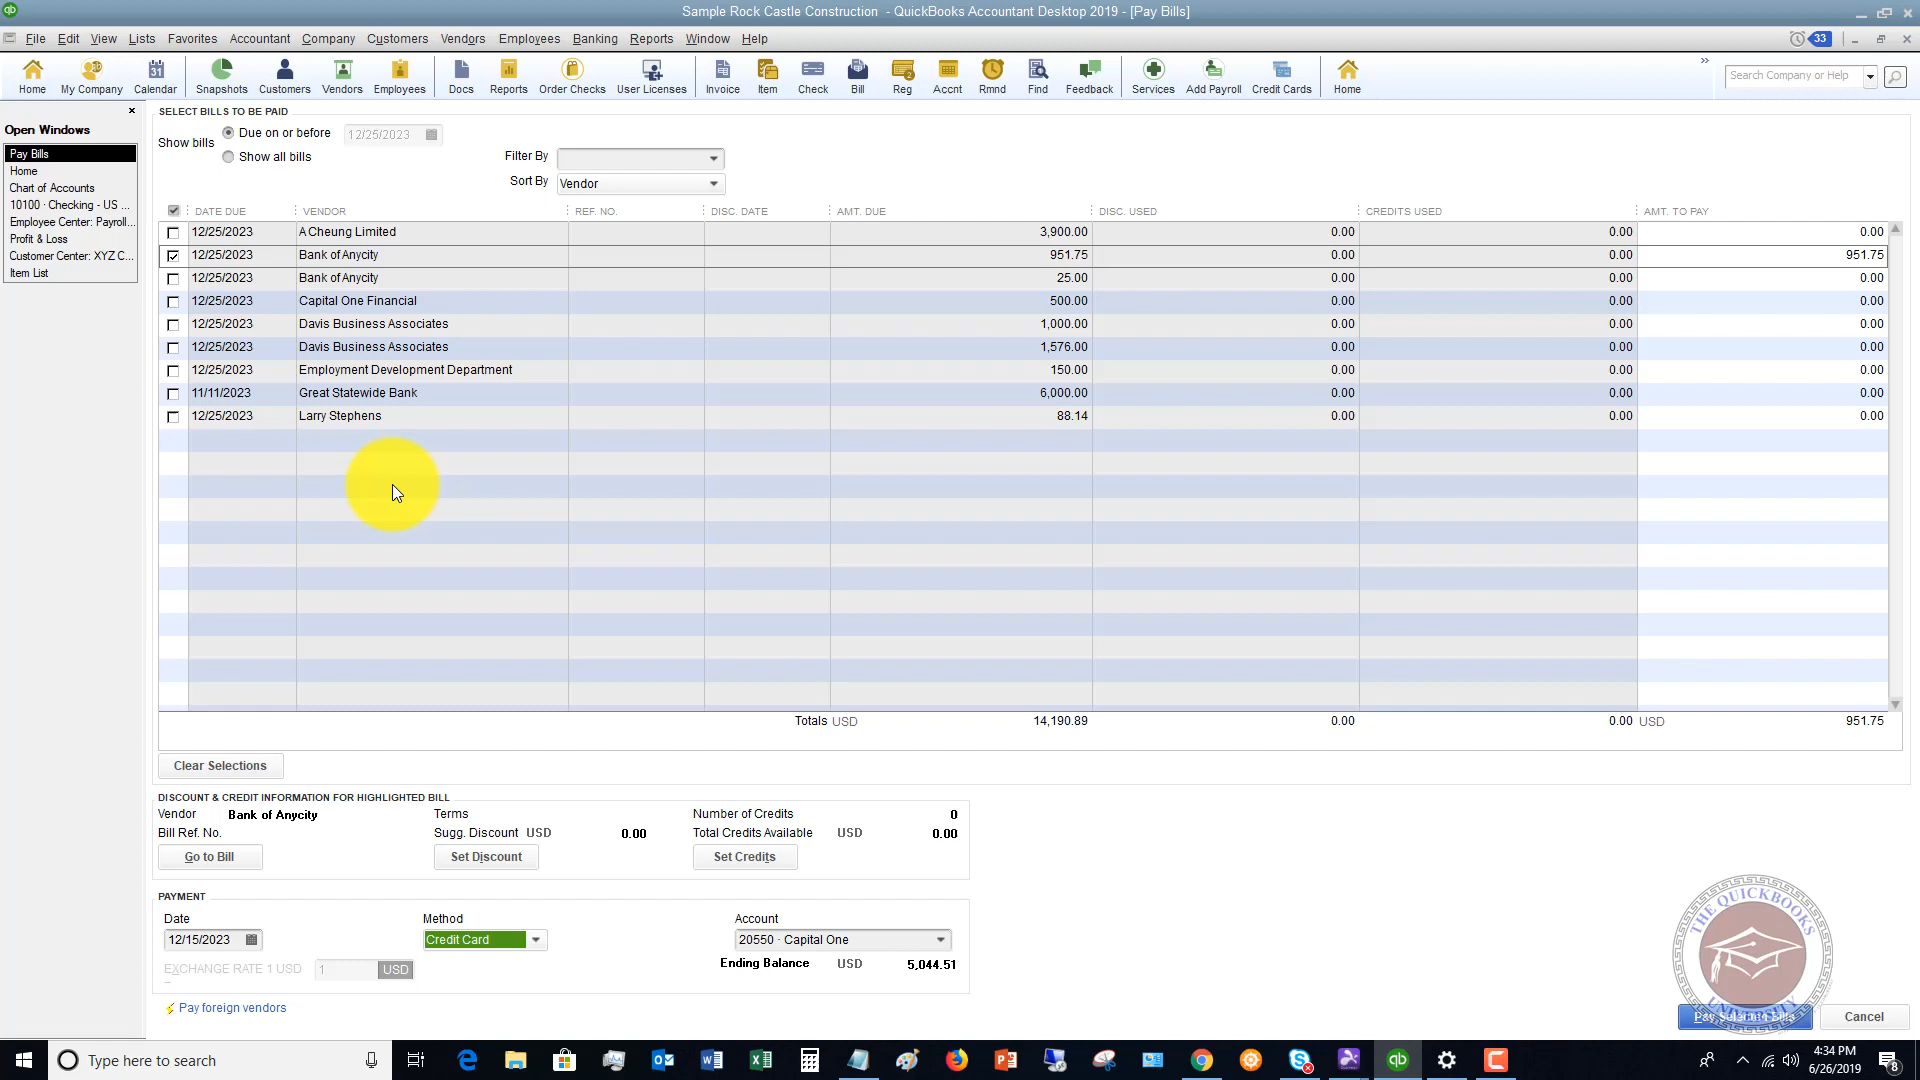 Sample Rock Castle Construction - QuickBooks Accountant Desktop 2019 - [Pay Bills]
File Edit View Lists Favorites Accountant Company Customers Vendors Employees Banking Reports Window Help 33
Home My Company Calendar Snapshots Customers Vendors Employees Docs Reports Order Checks User Licenses Invoice Item Check Bill Reg Accnt Rmnd Find Feedback Services Add Payroll Credit Cards Home Search Company or Help
Open Windows
Pay Bills
Home
Chart of Accounts
10100 · Checking - US ...
Employee Center: Payroll...
Profit & Loss
Customer Center: XYZ C...
Item List
SELECT BILLS TO BE PAID
Show bills Due on or before 12/25/2023
Show all bills
Filter By
Sort By Vendor
DATE DUE VENDOR REF. NO. DISC. DATE AMT. DUE DISC. USED CREDITS USED AMT. TO PAY
12/25/2023 A Cheung Limited 3,900.00 0.00 0.00 0.00
12/25/2023 Bank of Anycity 951.75 0.00 0.00 951.75
12/25/2023 Bank of Anycity 25.00 0.00 0.00 0.00
12/25/2023 Capital One Financial 500.00 0.00 0.00 0.00
12/25/2023 Davis Business Associates 1,000.00 0.00 0.00 0.00
12/25/2023 Davis Business Associates 1,576.00 0.00 0.00 0.00
12/25/2023 Employment Development Department 150.00 0.00 0.00 0.00
11/11/2023 Great Statewide Bank 6,000.00 0.00 0.00 0.00
12/25/2023 Larry Stephens 88.14 0.00 0.00 0.00
Totals USD 14,190.89 0.00 0.00 USD 951.75
Clear Selections
DISCOUNT & CREDIT INFORMATION FOR HIGHLIGHTED BILL
Vendor Bank of Anycity Terms Number of Credits 0
Bill Ref. No. Sugg. Discount USD 0.00 Total Credits Available USD 0.00
Go to Bill Set Discount Set Credits
PAYMENT
Date Method Account
12/15/2023 Credit Card 20550 · Capital One
Ending Balance USD 5,044.51
EXCHANGE RATE 1 USD 1 USD
Pay foreign vendors
THE QUICKBOOKS UNIVERSITY
Pay Selected Bills Cancel
Type here to search
4:34 PM
6/26/2019
8